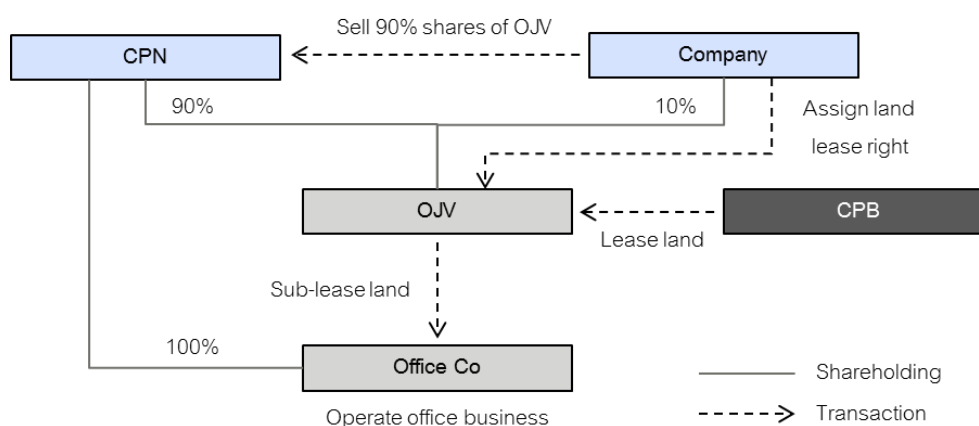 Sell 90% shares of OJV
CPN
Company
90%
10%
Assign land
lease right
OJV
CPB
Lease land
Sub-lease land
100%
Office Co
Shareholding
Operate office business
Transaction